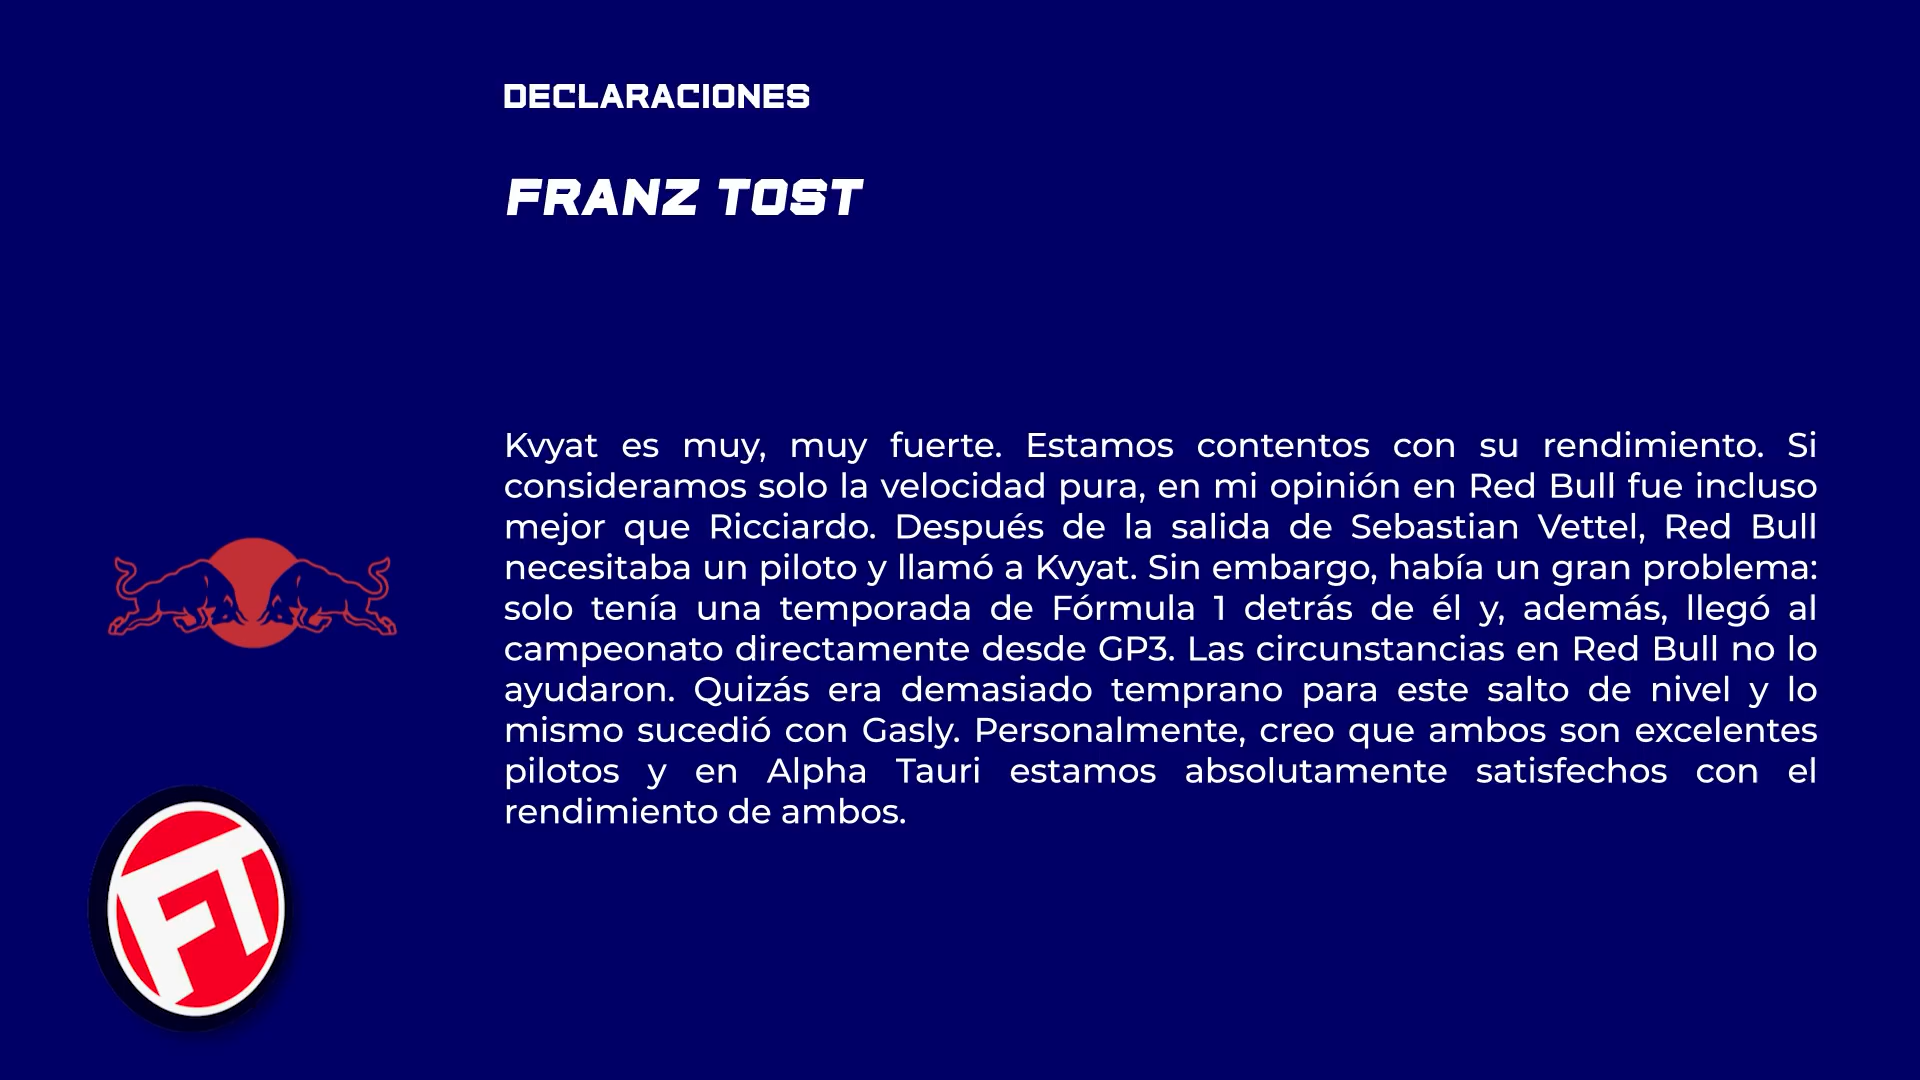 DECLARACIONES
FRANZ TOST
Kvyat es muy, muy fuerte. Estamos contentos con su rendimiento. Si
consideramos solo la velocidad pura, en mi opinión en Red Bull fue incluso
mejor que Ricciardo. Después de la salida de Sebastian Vettel, Red Bull
necesitaba un piloto y llamó a Kvyat. Sin embargo, había un gran problema:
solo tenía una temporada de Fórmula 1 detrás de él y, además, llegó al
campeonato directamente desde GP3. Las circunstancias en Red Bull no lo
ayudaron. Quizás era demasiado temprano para este salto de nivel y lo
mismo sucedió con Gasly. Personalmente, creo que ambos son excelentes
pilotos y en Alpha Tauri estamos absolutamente satisfechos con el
rendimiento de ambos.
FT